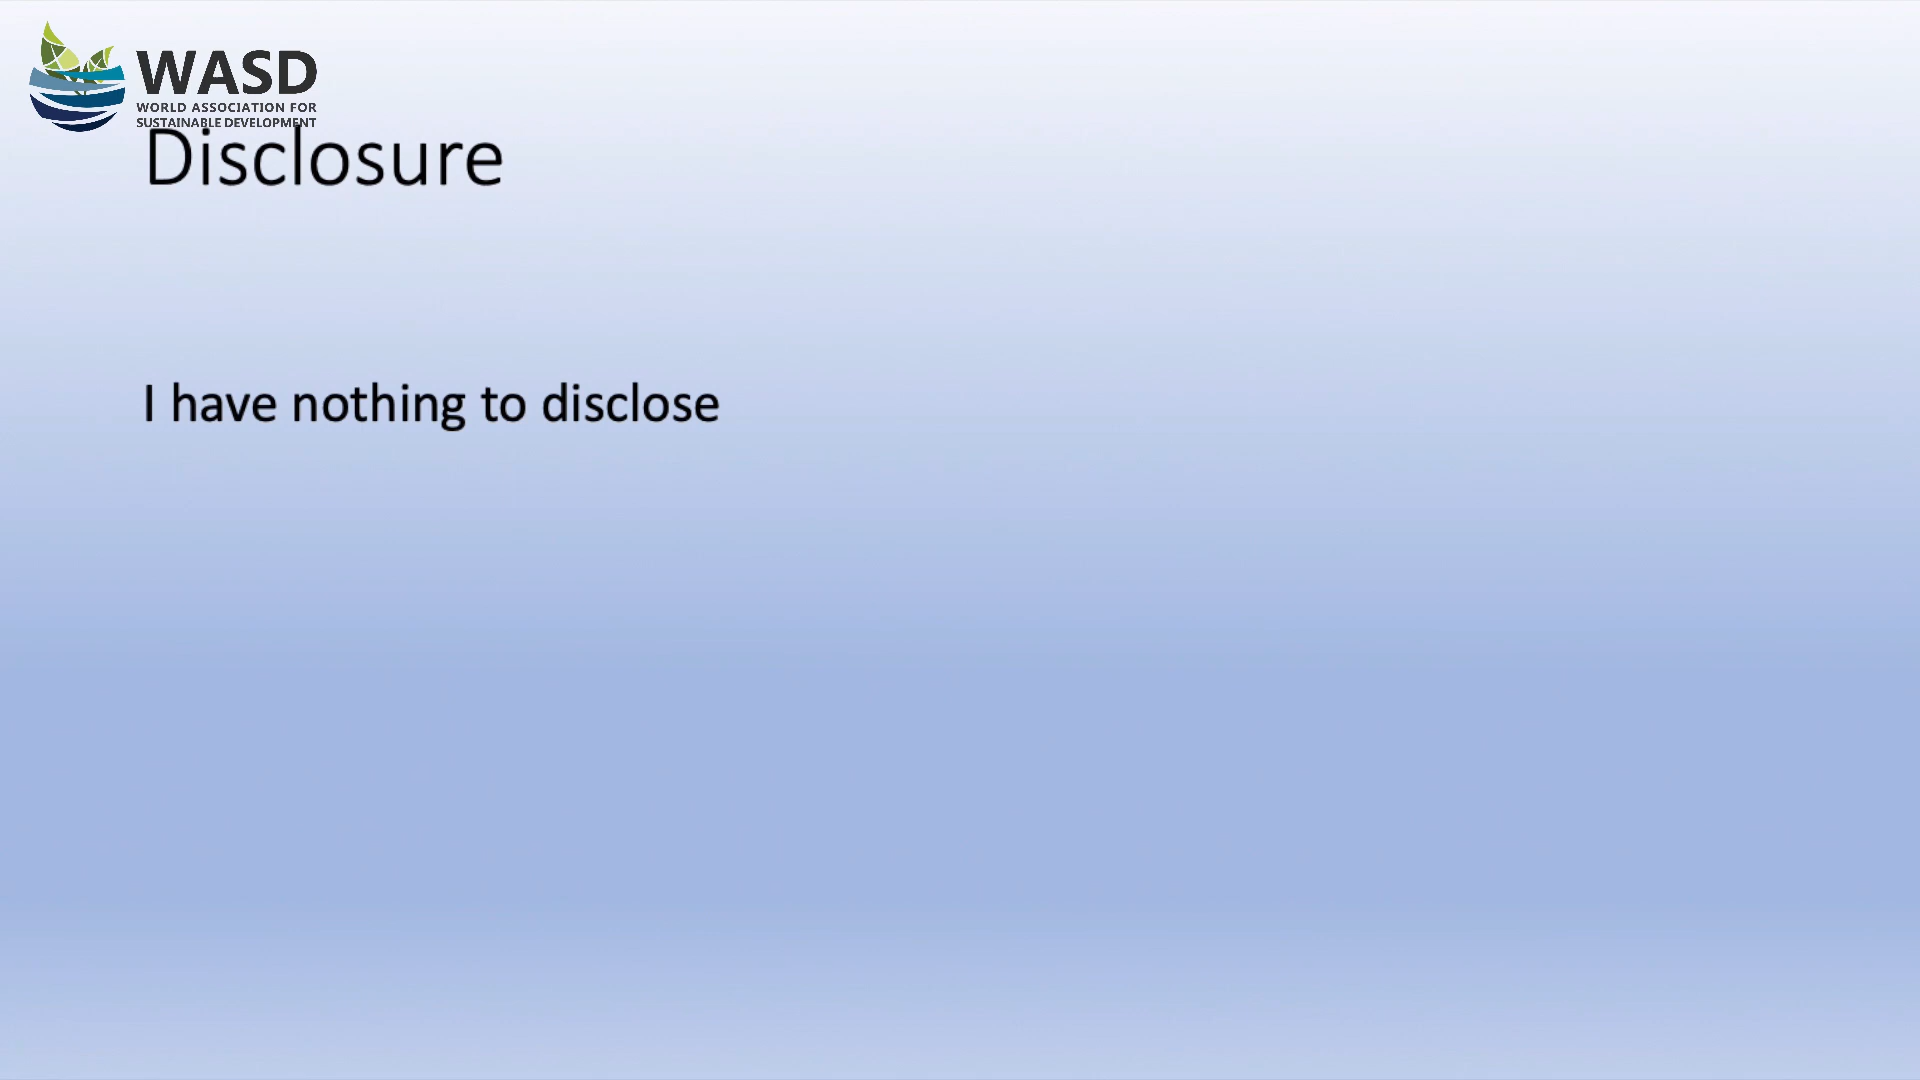 WASD
WORLD ASSOCIATION FOR
SUSTAINABLE DEVELOPMENT
Disclosure
I have nothing to disclose